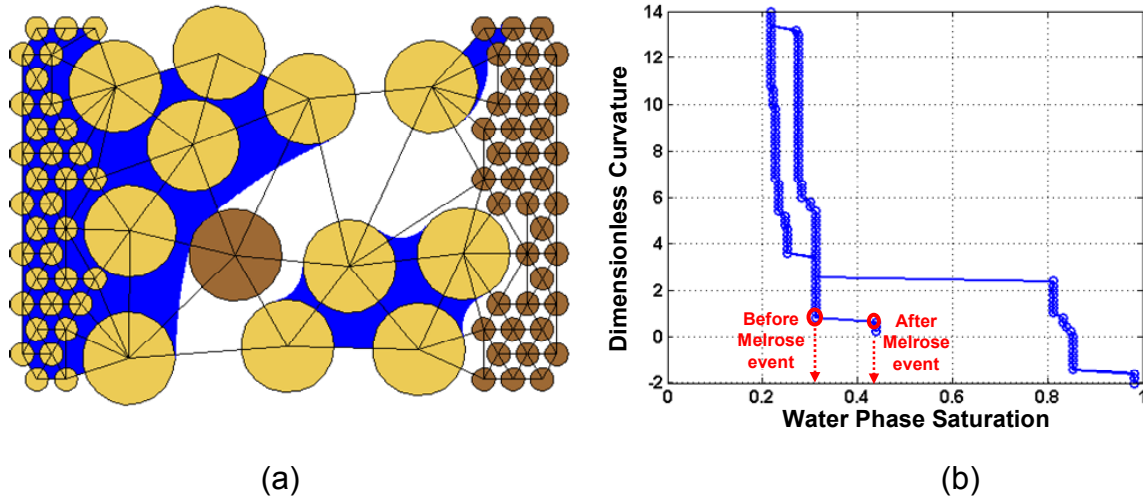 14
12
10
8
6
4
2
0
-2
Dimensionless Curvature
Before
Melrose
event
After
Melrose
event
0
0.2
0.4
0.6
0.8
1
Water Phase Saturation
(a)
(b)